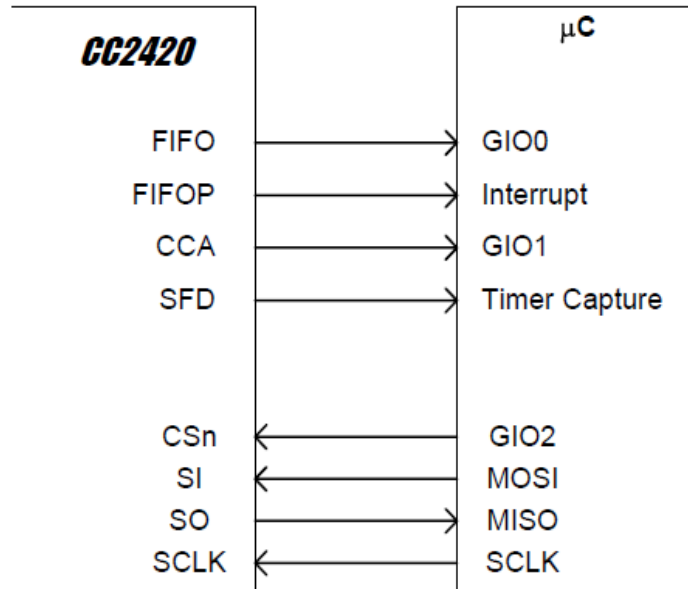 CC2420 μC
FIFO GIO0
FIFOP Interrupt
CCA GIO1
SFD Timer Capture
CSn GIO2
SI MOSI
SO MISO
SCLK SCLK